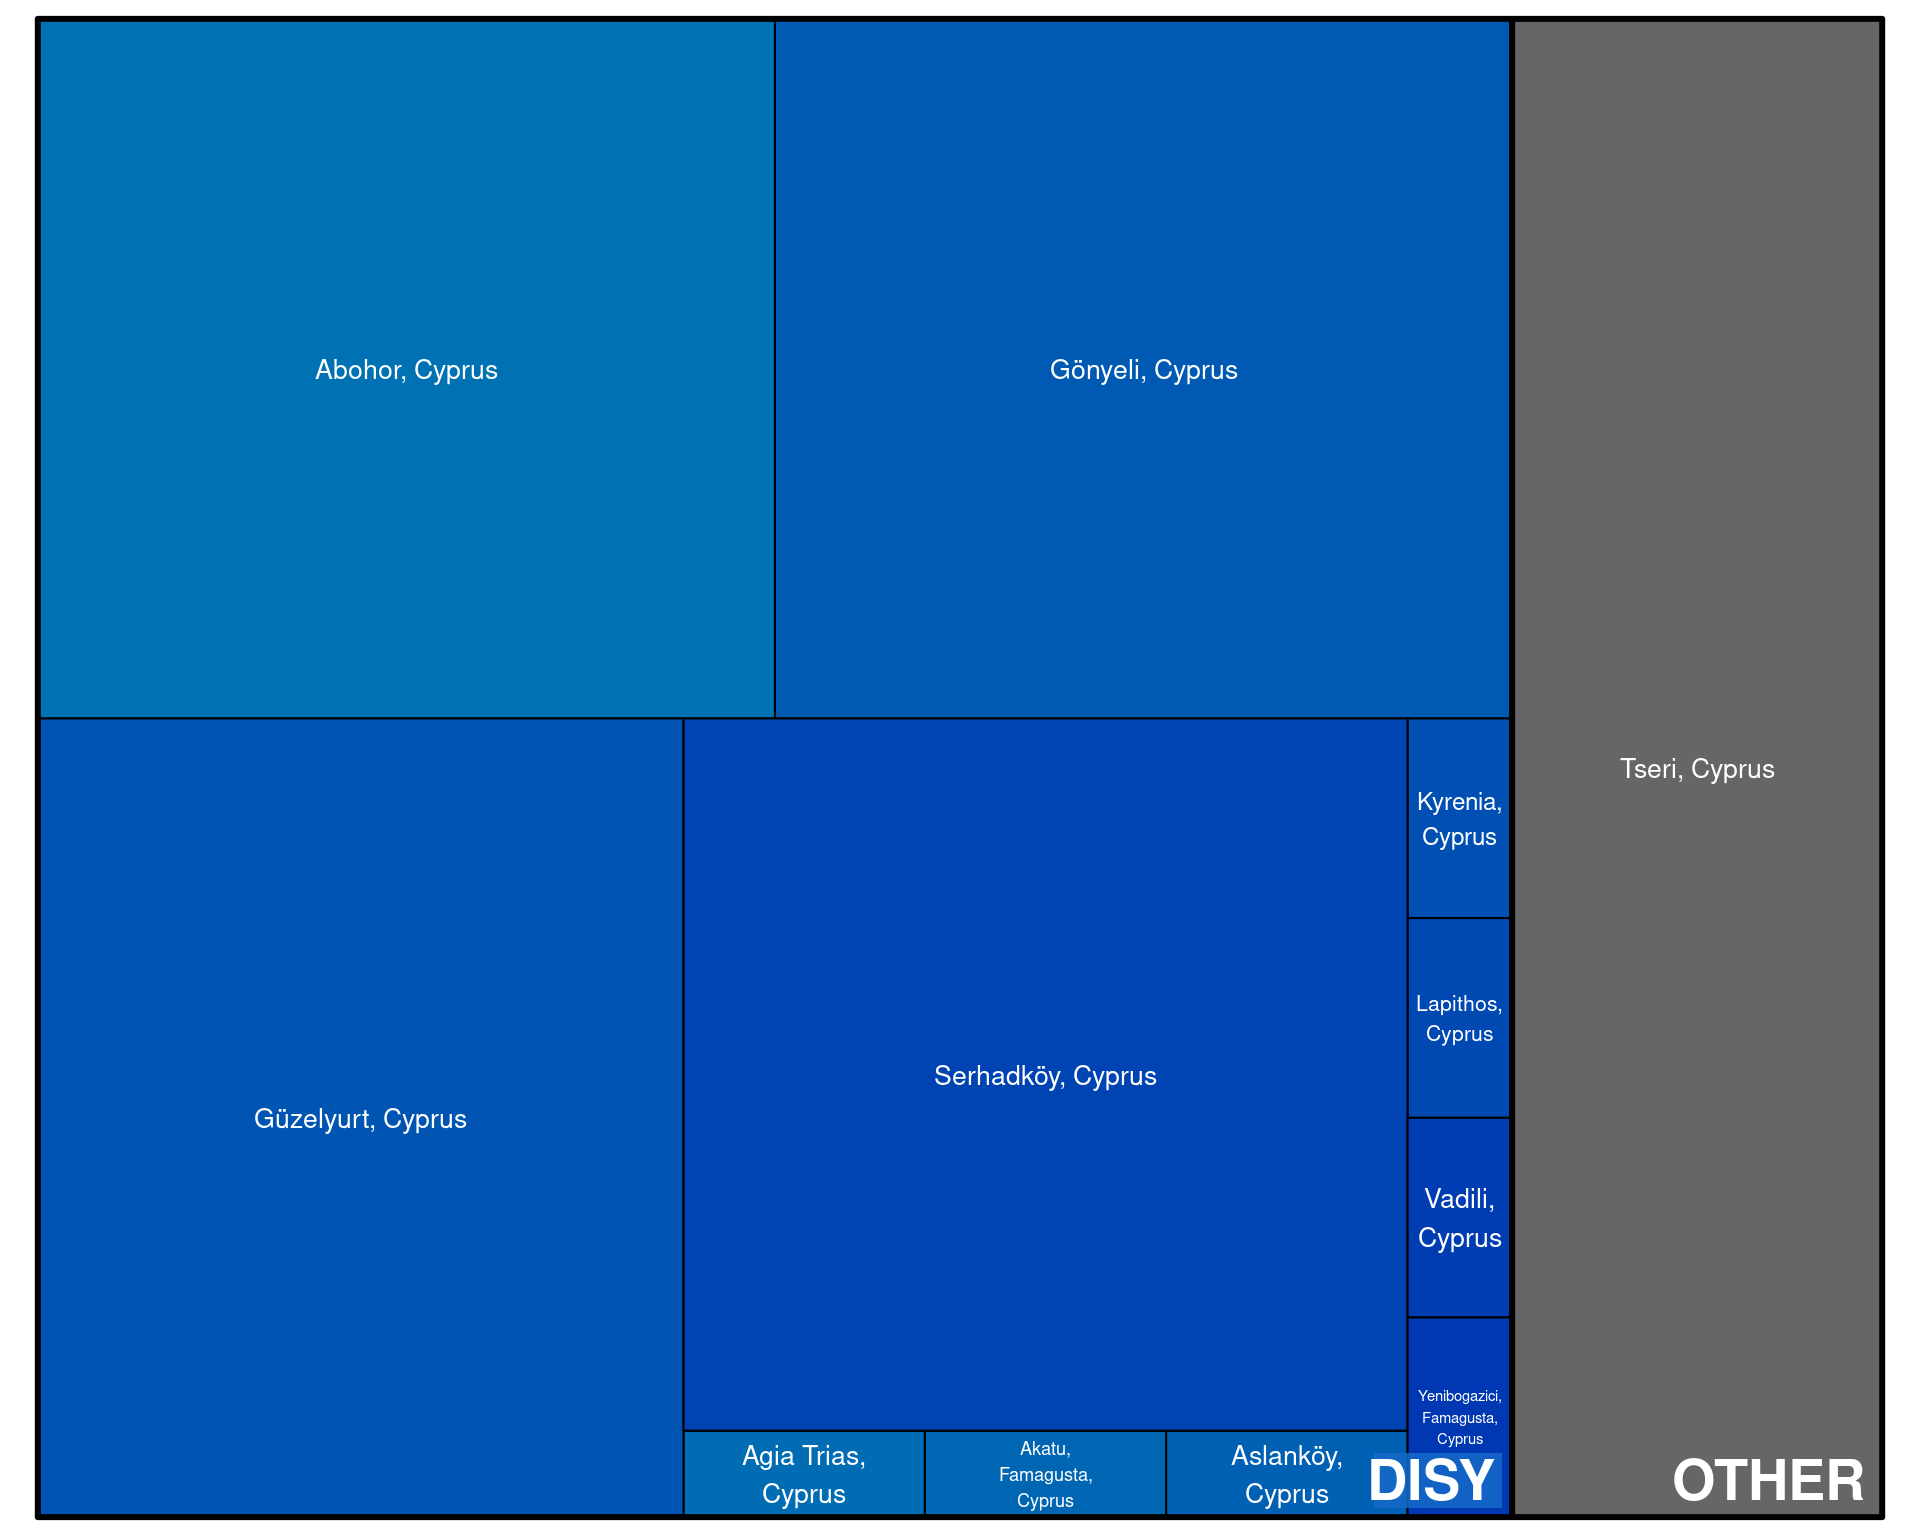 Abohor, Cyprus
Gönyeli, Cyprus
Tseri, Cyprus
Güzelyurt, Cyprus
Serhadköy, Cyprus
Kyrenia,
Cyprus
Lapithos,
Cyprus
Vadili,
Cyprus
Yenibogazici,
Famagusta,
Cyprus
Agia Trias,
Cyprus
Akatu,
Famagusta,
Cyprus
Aslanköy,
Cyprus
DISY
OTHER